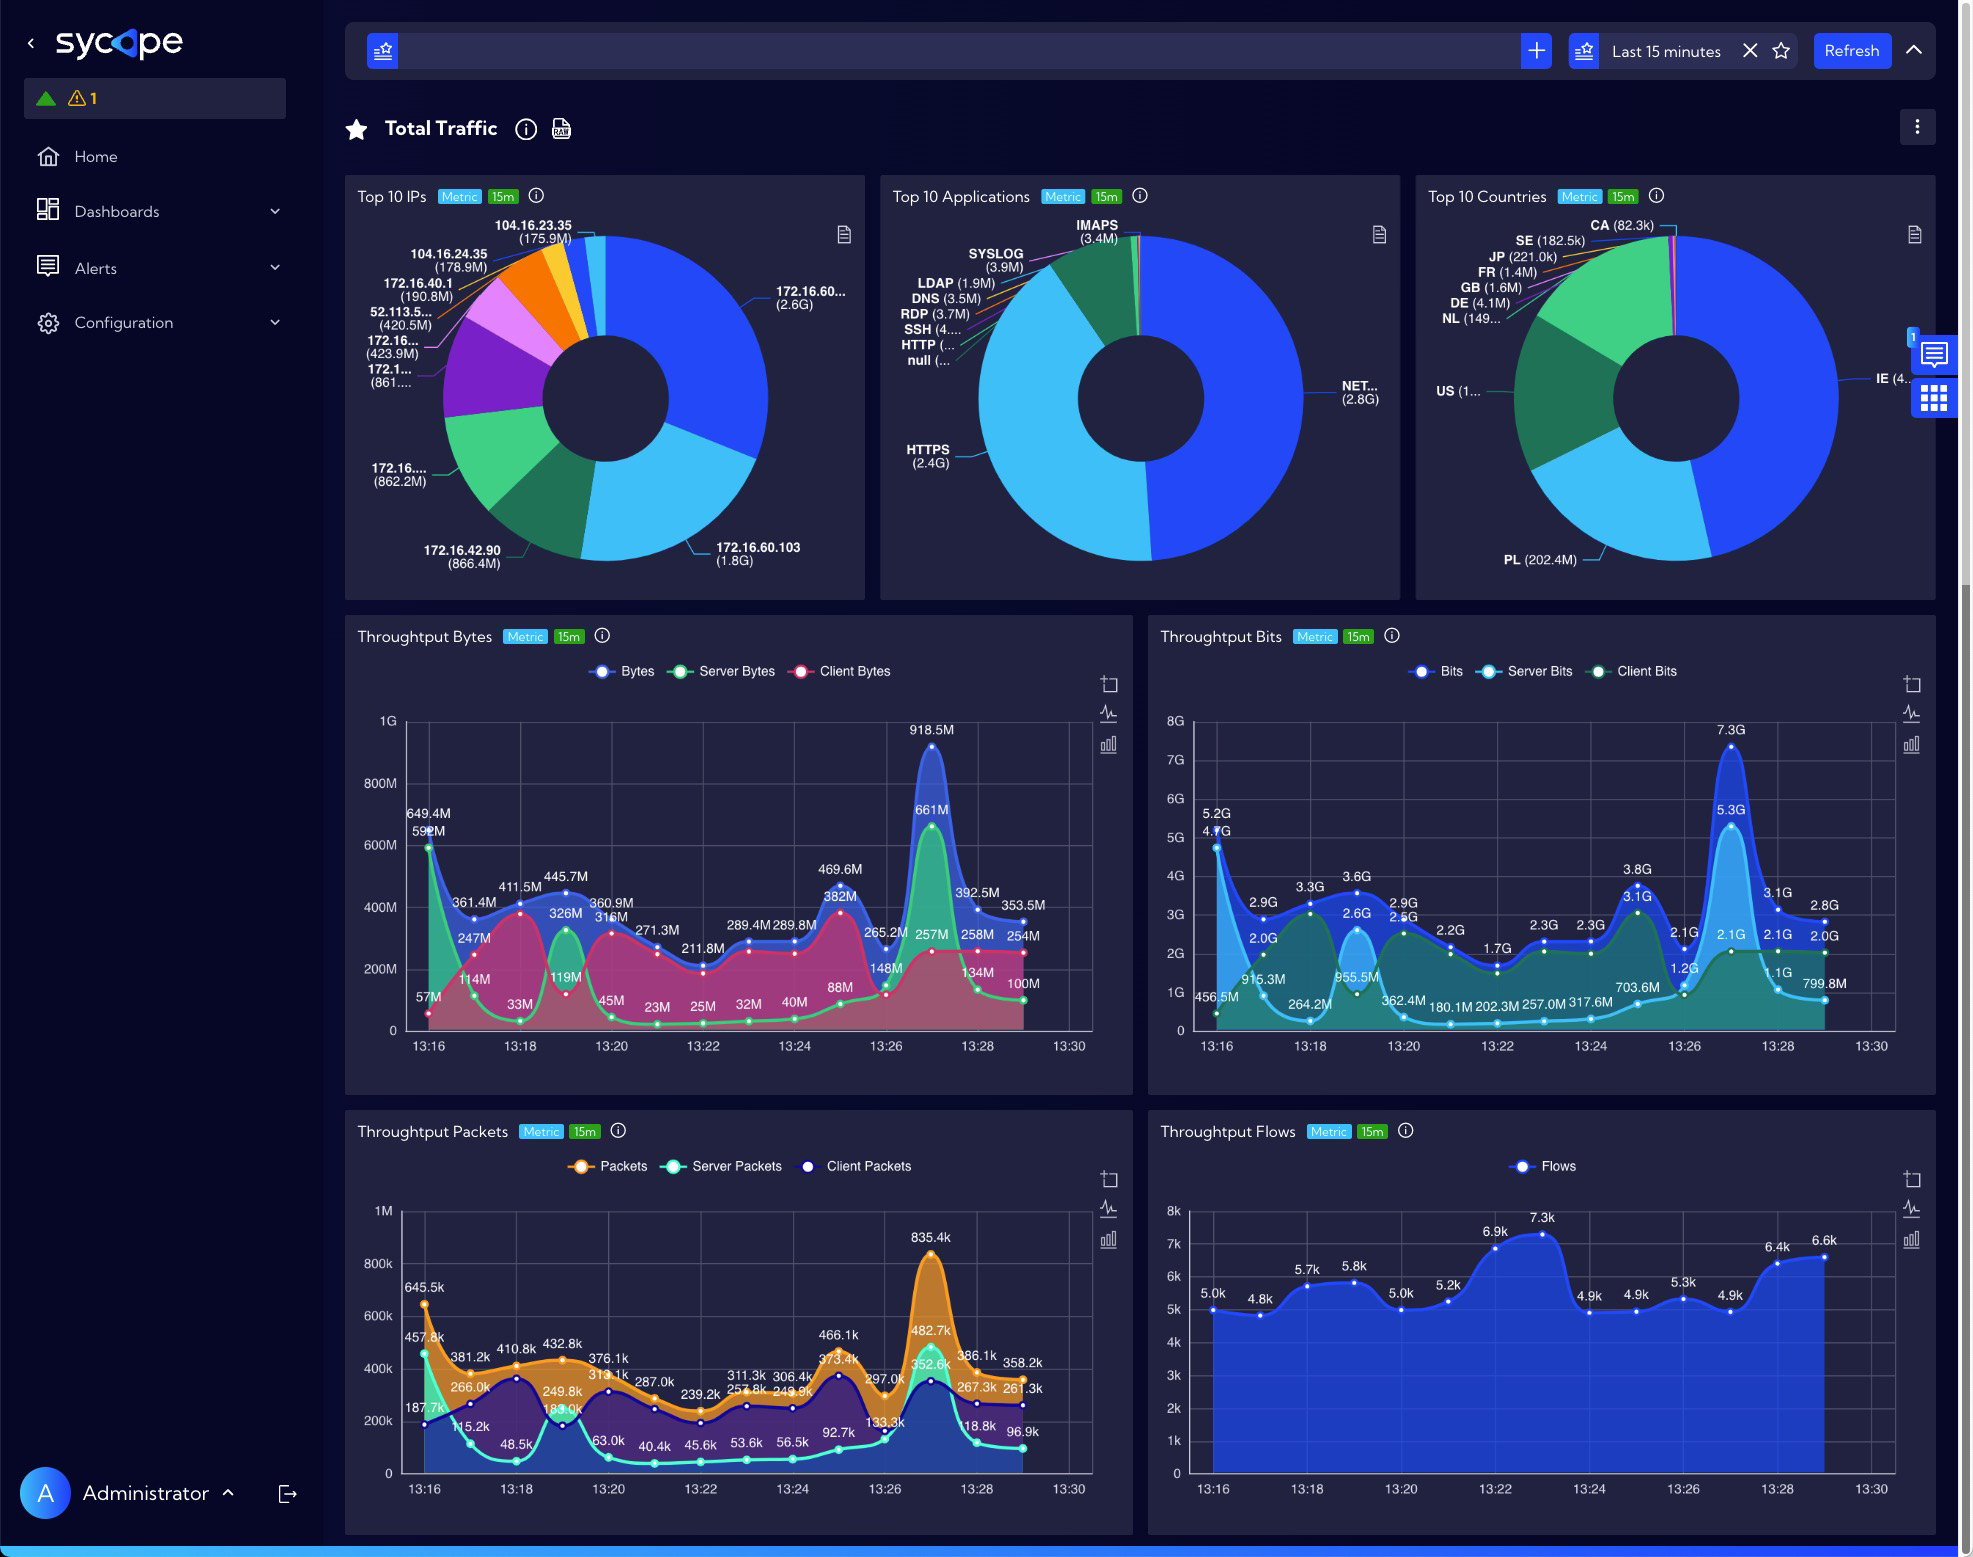 sycope
1
Home
Dashboards
Alerts
Configuration
A
Administrator
Last 15 minutes
Refresh
Total Traffic
RAW
Top 10 IPs Metric 15m
104.16.23.35
(175.9M)
104.16.24.35
(178.9M)
172.16.40.1
(190.8M)
52.113.5...
(420.5M)
172.16...
(423.9M)
172.1...
(861....
172.16....
(862.2M)
172.16.42.90
(866.4M)
172.16.60...
(2.6G)
172.16.60.103
(1.8G)
Top 10 Applications Metric 15m
IMAPS
(3.4M)
SYSLOG
(3.9M)
LDAP (1.9M)
DNS (3.5M)
RDP (3.7M)
SSH (4....
HTTP (...
null (...
NET...
(2.8G)
HTTPS
(2.4G)
Top 10 Countries Metric 15m
CA (82.3k)
SE (182.5k)
JP (221.0k)
FR (1.4M)
GB (1.6M)
DE (4.1M)
NL (149...
US (1...
IE (4...
PL (202.4M)
1
Throughtput Bytes Metric 15m
Bytes Server Bytes Client Bytes
1G
800M
600M
400M
200M
0
918.5M
661M
649.4M
592M
469.6M
382M
445.7M
411.5M
392.5M
361.4M
360.9M
353.5M
326M
316M
271.3M
289.4M 289.8M
265.2M
257M 258M 254M
247M
211.8M
148M
134M
119M
114M
100M
88M
57M
33M
45M
23M 25M 32M 40M
13:16 13:18 13:20 13:22 13:24 13:26 13:28 13:30
Throughtput Bits Metric 15m
Bits Server Bits Client Bits
8G
7G
6G
5G
4G
3G
2G
1G
0
7.3G
5.3G
5.2G
4.7G
3.8G
3.1G
3.6G
3.3G
3.1G
2.9G
2.9G
2.5G
2.8G
2.6G
2.2G
2.3G 2.3G
2.1G
2.1G 2.1G 2.0G
2.0G
1.7G
1.2G
1.1G
955.5M
915.3M
799.8M
703.6M
456.5M
264.2M
362.4M 180.1M 202.3M 257.0M 317.6M
13:16 13:18 13:20 13:22 13:24 13:26 13:28 13:30
Throughtput Packets Metric 15m
Packets Server Packets Client Packets
1M
800k
600k
400k
200k
0
835.4k
645.5k
482.7k
457.8k
466.1k
373.4k
432.8k
410.8k
381.2k
376.1k
313.1k
386.1k
358.2k
352.6k
311.3k 306.4k
257.8k 249.9k
297.0k
287.0k
239.2k
266.0k
249.8k
183.0k
267.3k 261.3k
187.7k
133.3k
115.2k
118.8k
96.9k
92.7k
48.5k
63.0k
40.4k 45.6k 53.6k 56.5k
13:16 13:18 13:20 13:22 13:24 13:26 13:28 13:30
Throughtput Flows Metric 15m
Flows
8k
7k
6k
5k
4k
3k
2k
1k
0
5.0k 4.8k 5.7k 5.8k 5.0k 5.2k 6.9k 7.3k 4.9k 4.9k 5.3k 4.9k 6.4k 6.6k
13:16 13:18 13:20 13:22 13:24 13:26 13:28 13:30